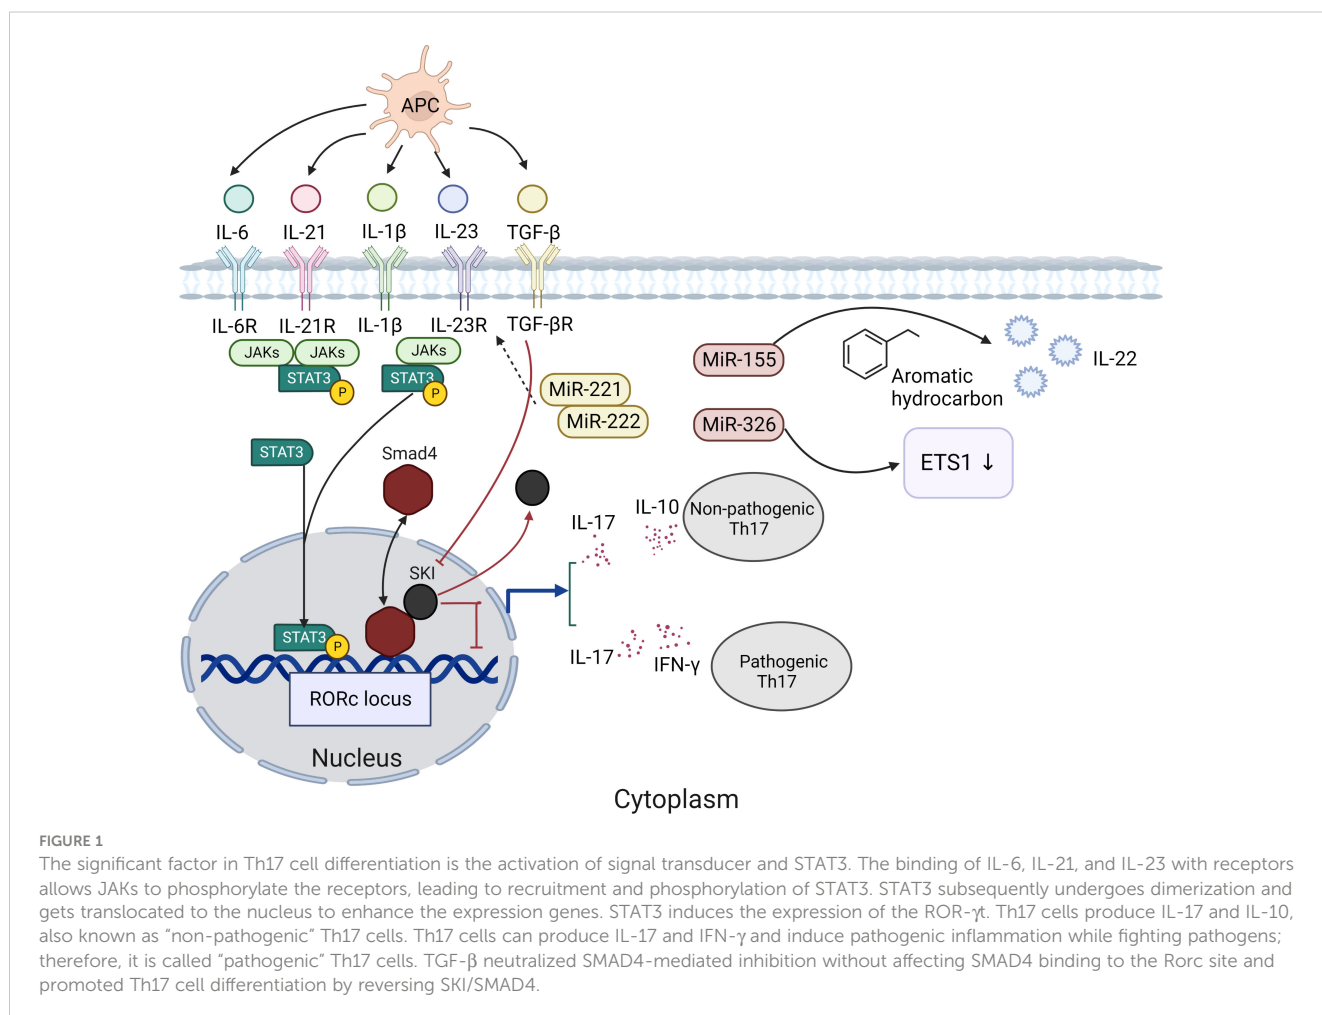 APC
IL-6 IL-21 IL-1β IL-23 TGF-β
IL-6R IL-21R IL-1β IL-23R TGF-βR
JAKs JAKs JAKs
STAT3 P STAT3 P
MiR-221
MiR-222
MiR-155
Aromatic
hydrocarbon
IL-22
MiR-326
ETS1 ↓
STAT3
Smad4
IL-17 IL-10
Non-pathogenic
Th17
SKI
STAT3 P
IL-17 IFN-γ
Pathogenic
Th17
RORc locus
Nucleus
Cytoplasm
FIGURE 1
The significant factor in Th17 cell differentiation is the activation of signal transducer and STAT3. The binding of IL-6, IL-21, and IL-23 with receptors
allows JAKs to phosphorylate the receptors, leading to recruitment and phosphorylation of STAT3. STAT3 subsequently undergoes dimerization and
gets translocated to the nucleus to enhance the expression genes. STAT3 induces the expression of the ROR-γt. Th17 cells produce IL-17 and IL-10,
also known as “non-pathogenic” Th17 cells. Th17 cells can produce IL-17 and IFN-γ and induce pathogenic inflammation while fighting pathogens;
therefore, it is called “pathogenic” Th17 cells. TGF-β neutralized SMAD4-mediated inhibition without affecting SMAD4 binding to the Rorc site and
promoted Th17 cell differentiation by reversing SKI/SMAD4.